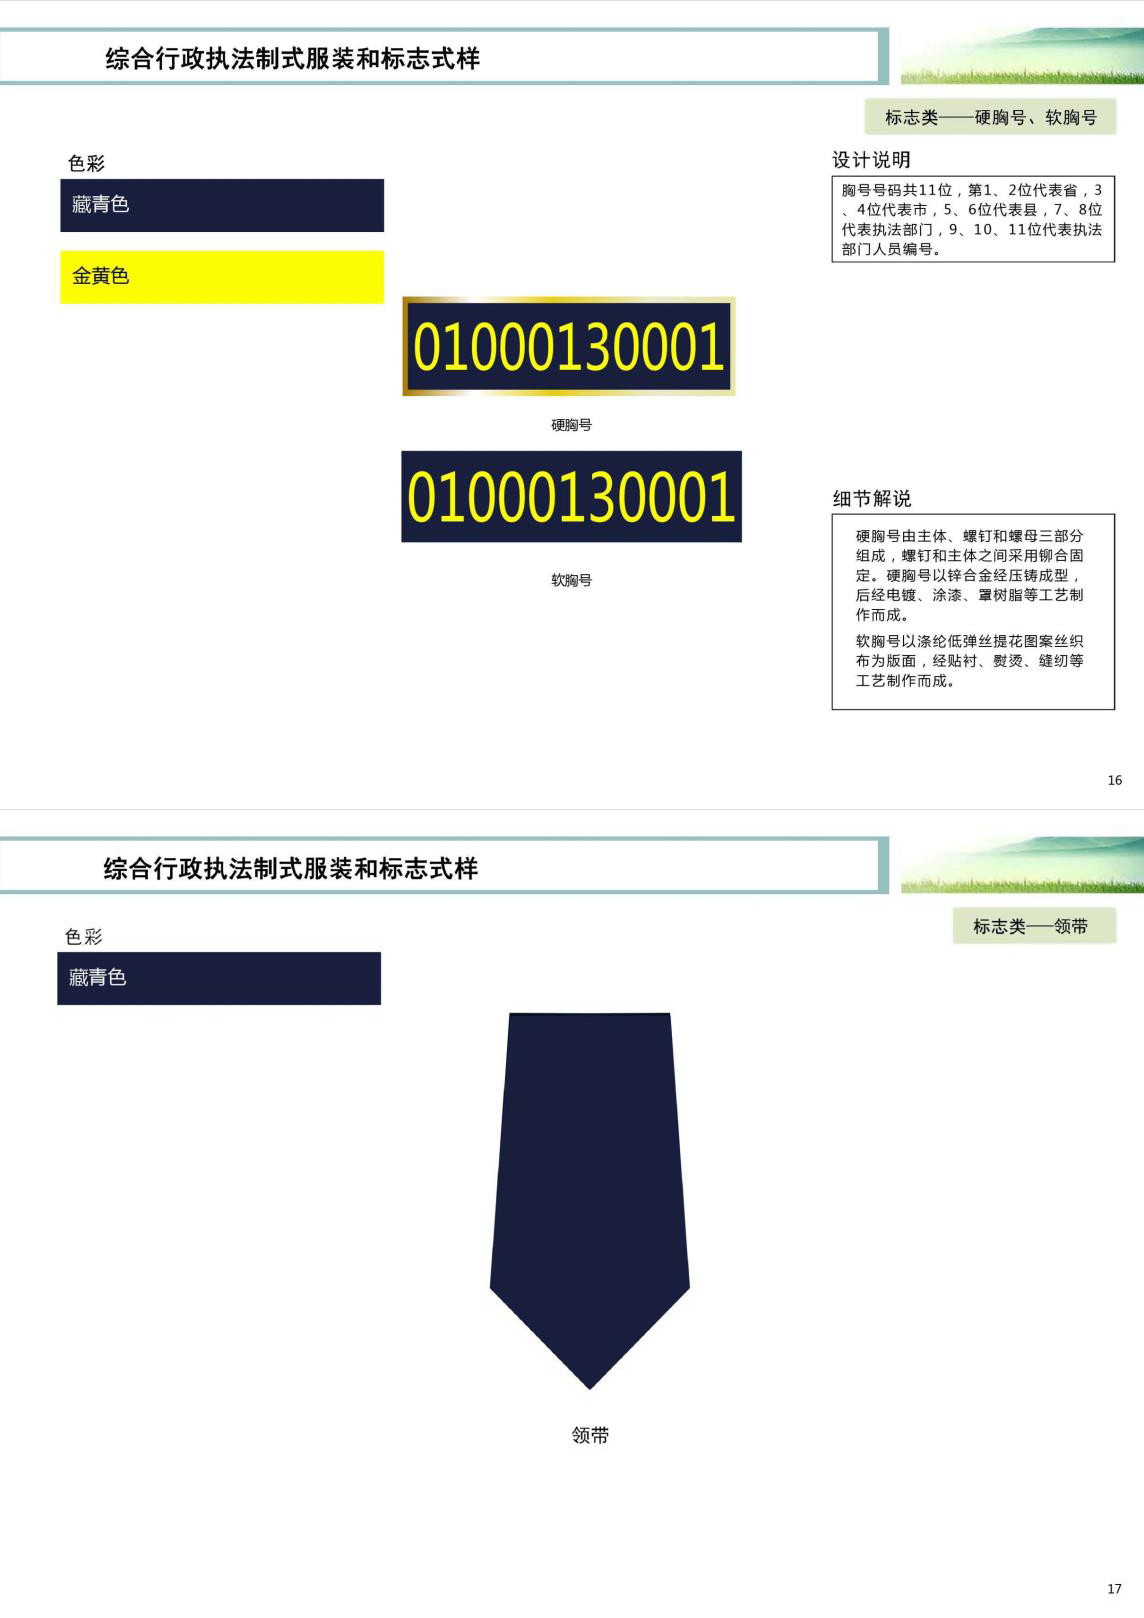 综合行政执法制式服装和标志式样
标志类——硬胸号、软胸号
色彩
藏青色
金黄色
设计说明
胸号号码共11位，第1、2位代表省，3
、4位代表市，5、6位代表县，7、8位
代表执法部门，9、10、11位代表执法
部门人员编号。
01000130001
硬胸号
01000130001
软胸号
细节解说
硬胸号由主体、螺钉和螺母三部分
组成，螺钉和主体之间采用铆合固
定。硬胸号以锌合金经压铸成型，
后经电镀、涂漆、罩树脂等工艺制
作而成。
软胸号以涤纶低弹丝提花图案丝织
布为版面，经贴衬、熨烫、缝纫等
工艺制作而成。
16
综合行政执法制式服装和标志式样
标志类——领带
色彩
藏青色
领带
17